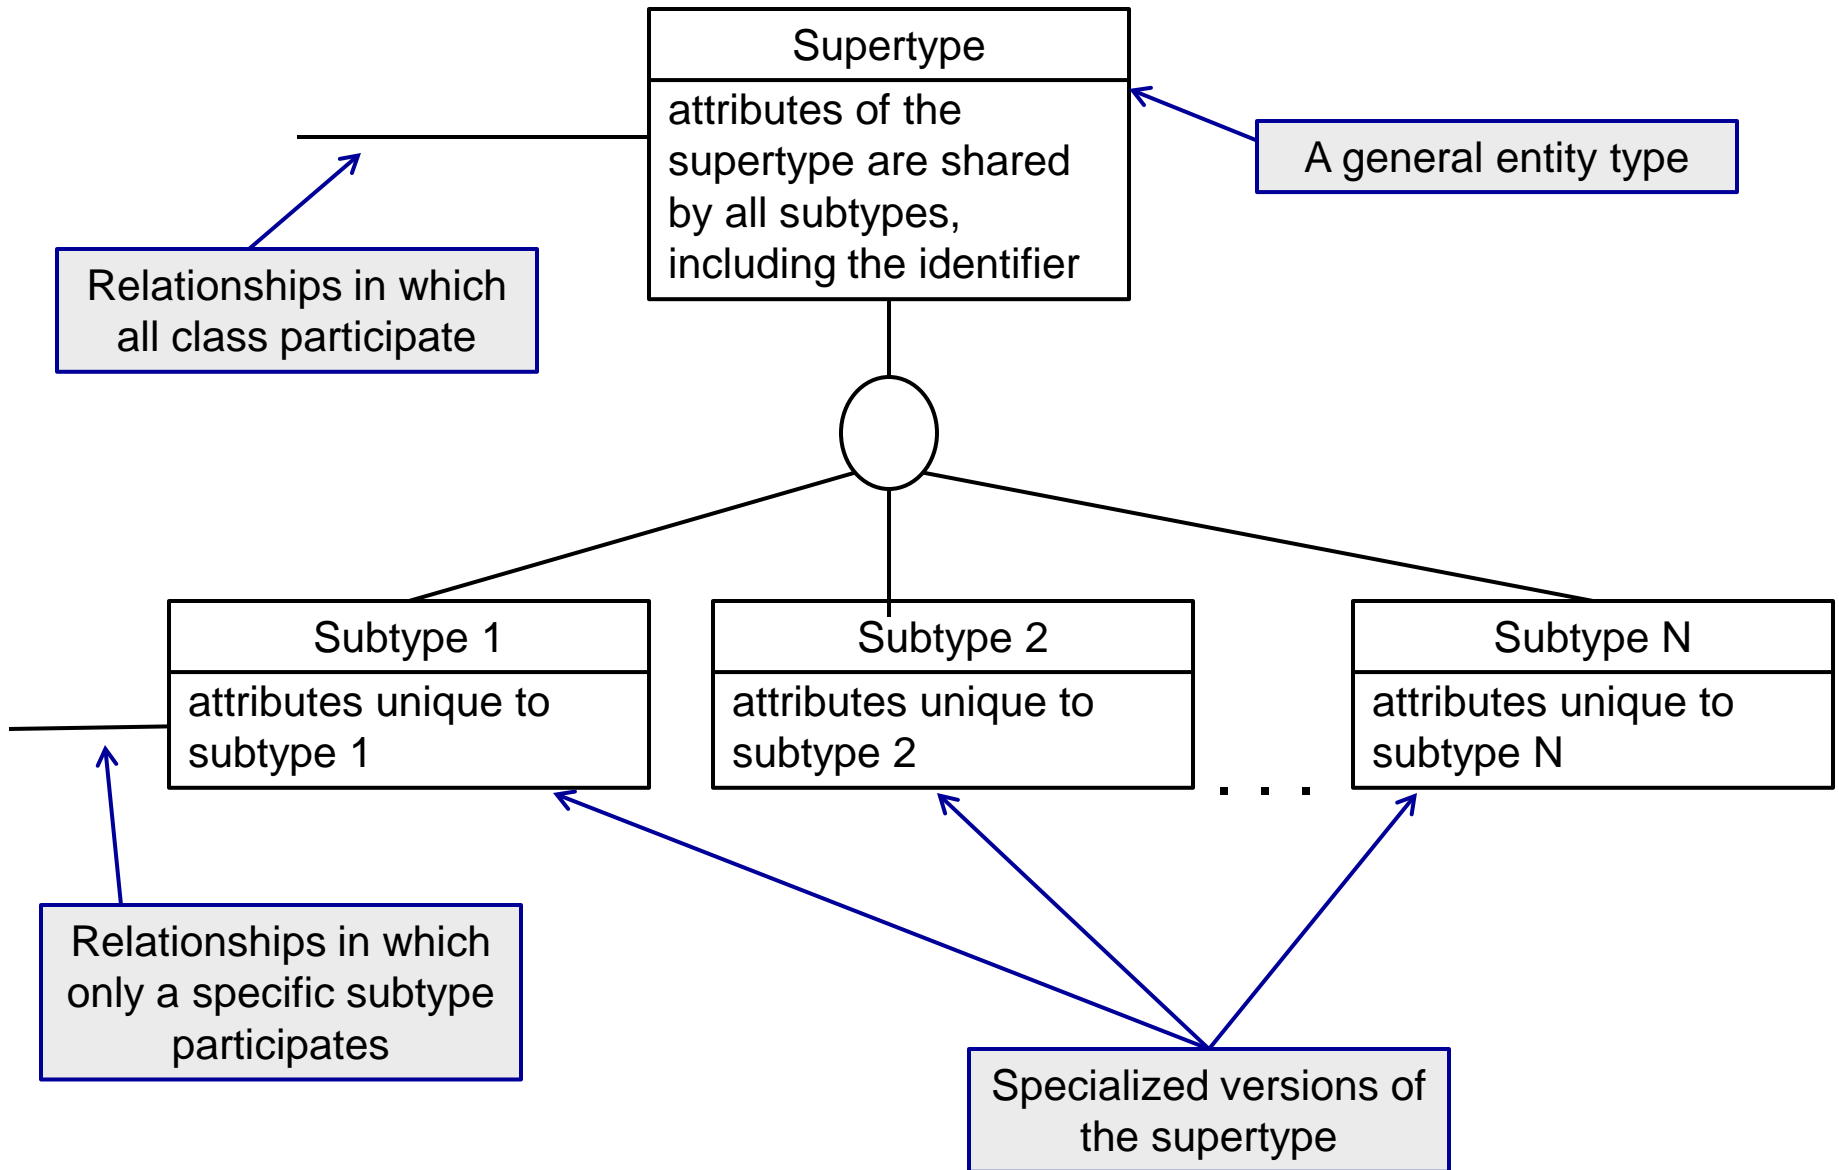 Supertype
attributes of the
supertype are shared
by all subtypes,
including the identifier
A general entity type
Relationships in which
all class participate
Subtype 1
attributes unique to
subtype 1
Subtype 2
attributes unique to
subtype 2
. . .
Subtype N
attributes unique to
subtype N
Relationships in which
only a specific subtype
participates
Specialized versions of
the supertype